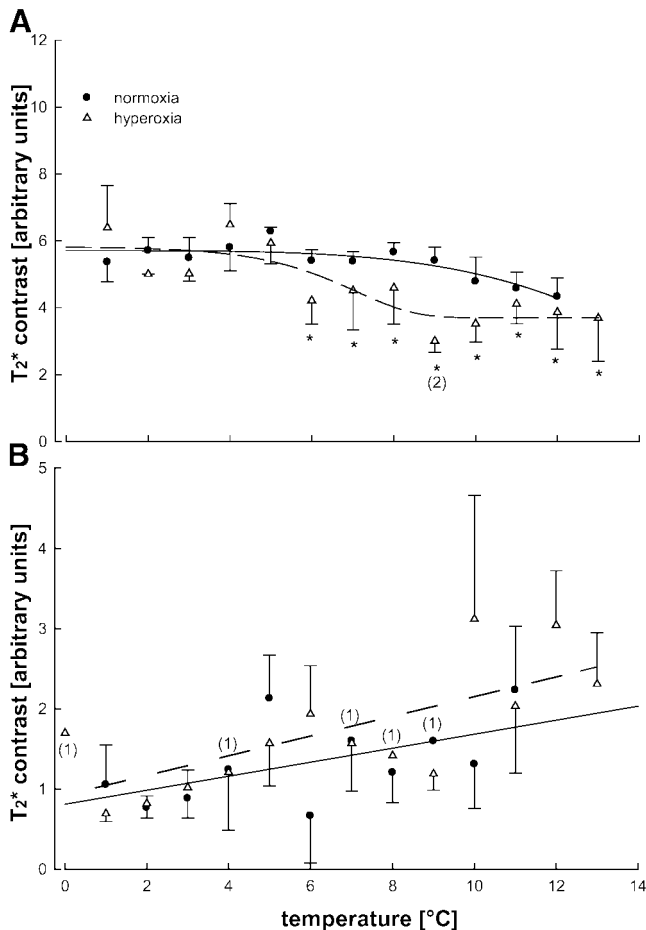 A
12
10
8
6
4
2
0
T2* contrast [arbitrary units]
normoxia
hyperoxia
* * * * * * * *
(2)
B
5
4
3
2
1
0
T2* contrast [arbitrary units]
(1) (1) (1) (1) (1)
0 2 4 6 8 10 12 14
temperature [°C]